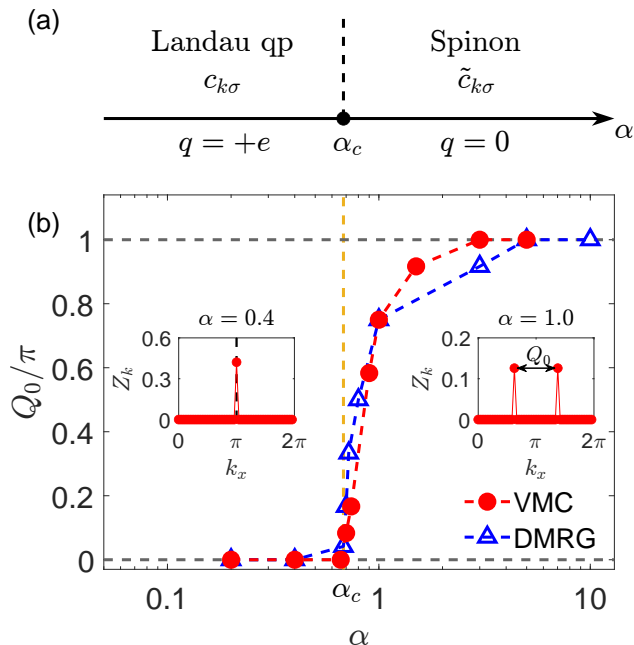 (a)
Landau qp
Spinon
c_{kσ}
c̃_{kσ}
α
q = +e
α_c
q = 0
(b)
1
0.8
0.6
0.4
0.2
0
Q_0/π
α = 0.4
0.6
0.3
0
Z_k
0
π
2π
k_x
α = 1.0
0.2
0.1
0
Z_k
Q_0
0
π
2π
k_x
VMC
DMRG
0.1
α_c
1
10
α